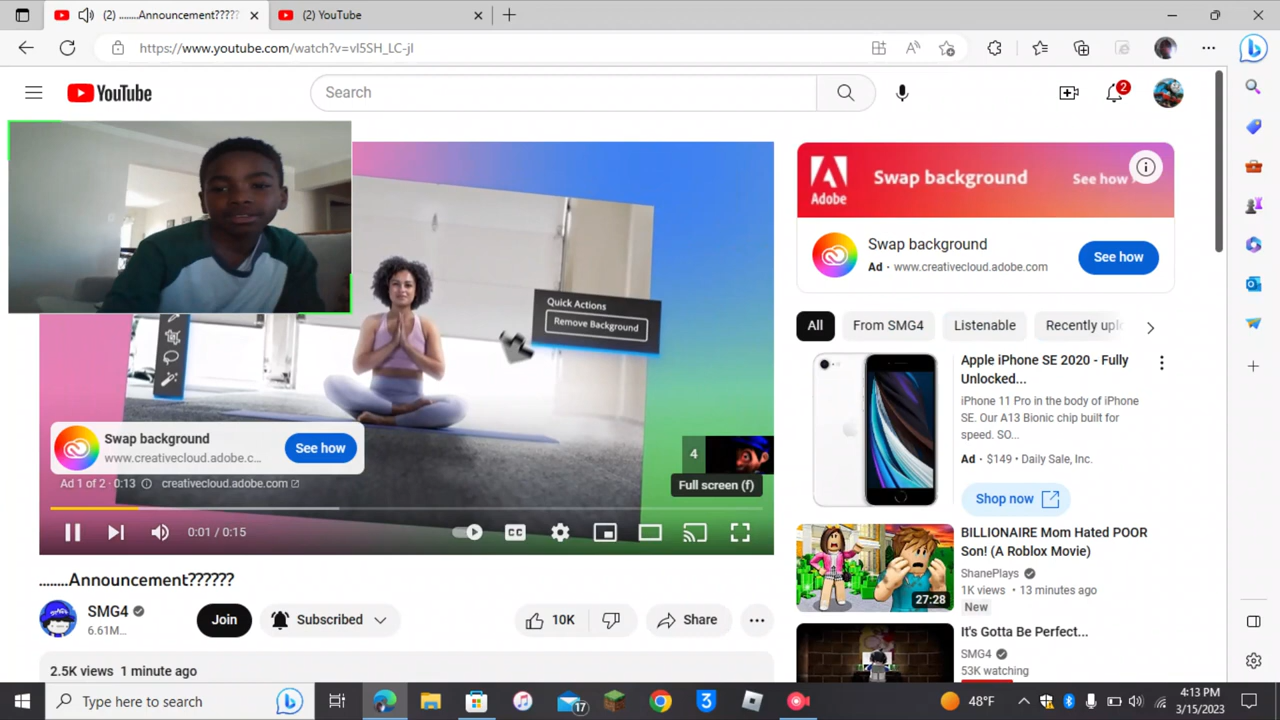 (2) ........Announcement?????
(2) YouTube
https://www.youtube.com/watch?v=vI5SH_LC-jI
YouTube
Search
2
Adobe
Swap background
See how
Swap background
Ad · www.creativecloud.adobe.com
See how
Quick Actions
Remove Background
Swap background
www.creativecloud.adobe.c...
See how
4
Full screen (f)
Ad 1 of 2 · 0:13
creativecloud.adobe.com
0:01 / 0:15
CC
All
From SMG4
Listenable
Recently uplo
Apple iPhone SE 2020 - Fully
Unlocked...
iPhone 11 Pro in the body of iPhone
SE. Our A13 Bionic chip built for
speed. SO...
Ad · $149 · Daily Sale, Inc.
Shop now
BILLIONAIRE Mom Hated POOR
Son! (A Roblox Movie)
ShanePlays
1K views · 13 minutes ago
New
27:28
It's Gotta Be Perfect...
SMG4
53K watching
........Announcement??????
SMG4
6.61M...
Join
Subscribed
10K
Share
2.5K views 1 minute ago
Type here to search
17
3
48°F
4:13 PM
3/15/2023